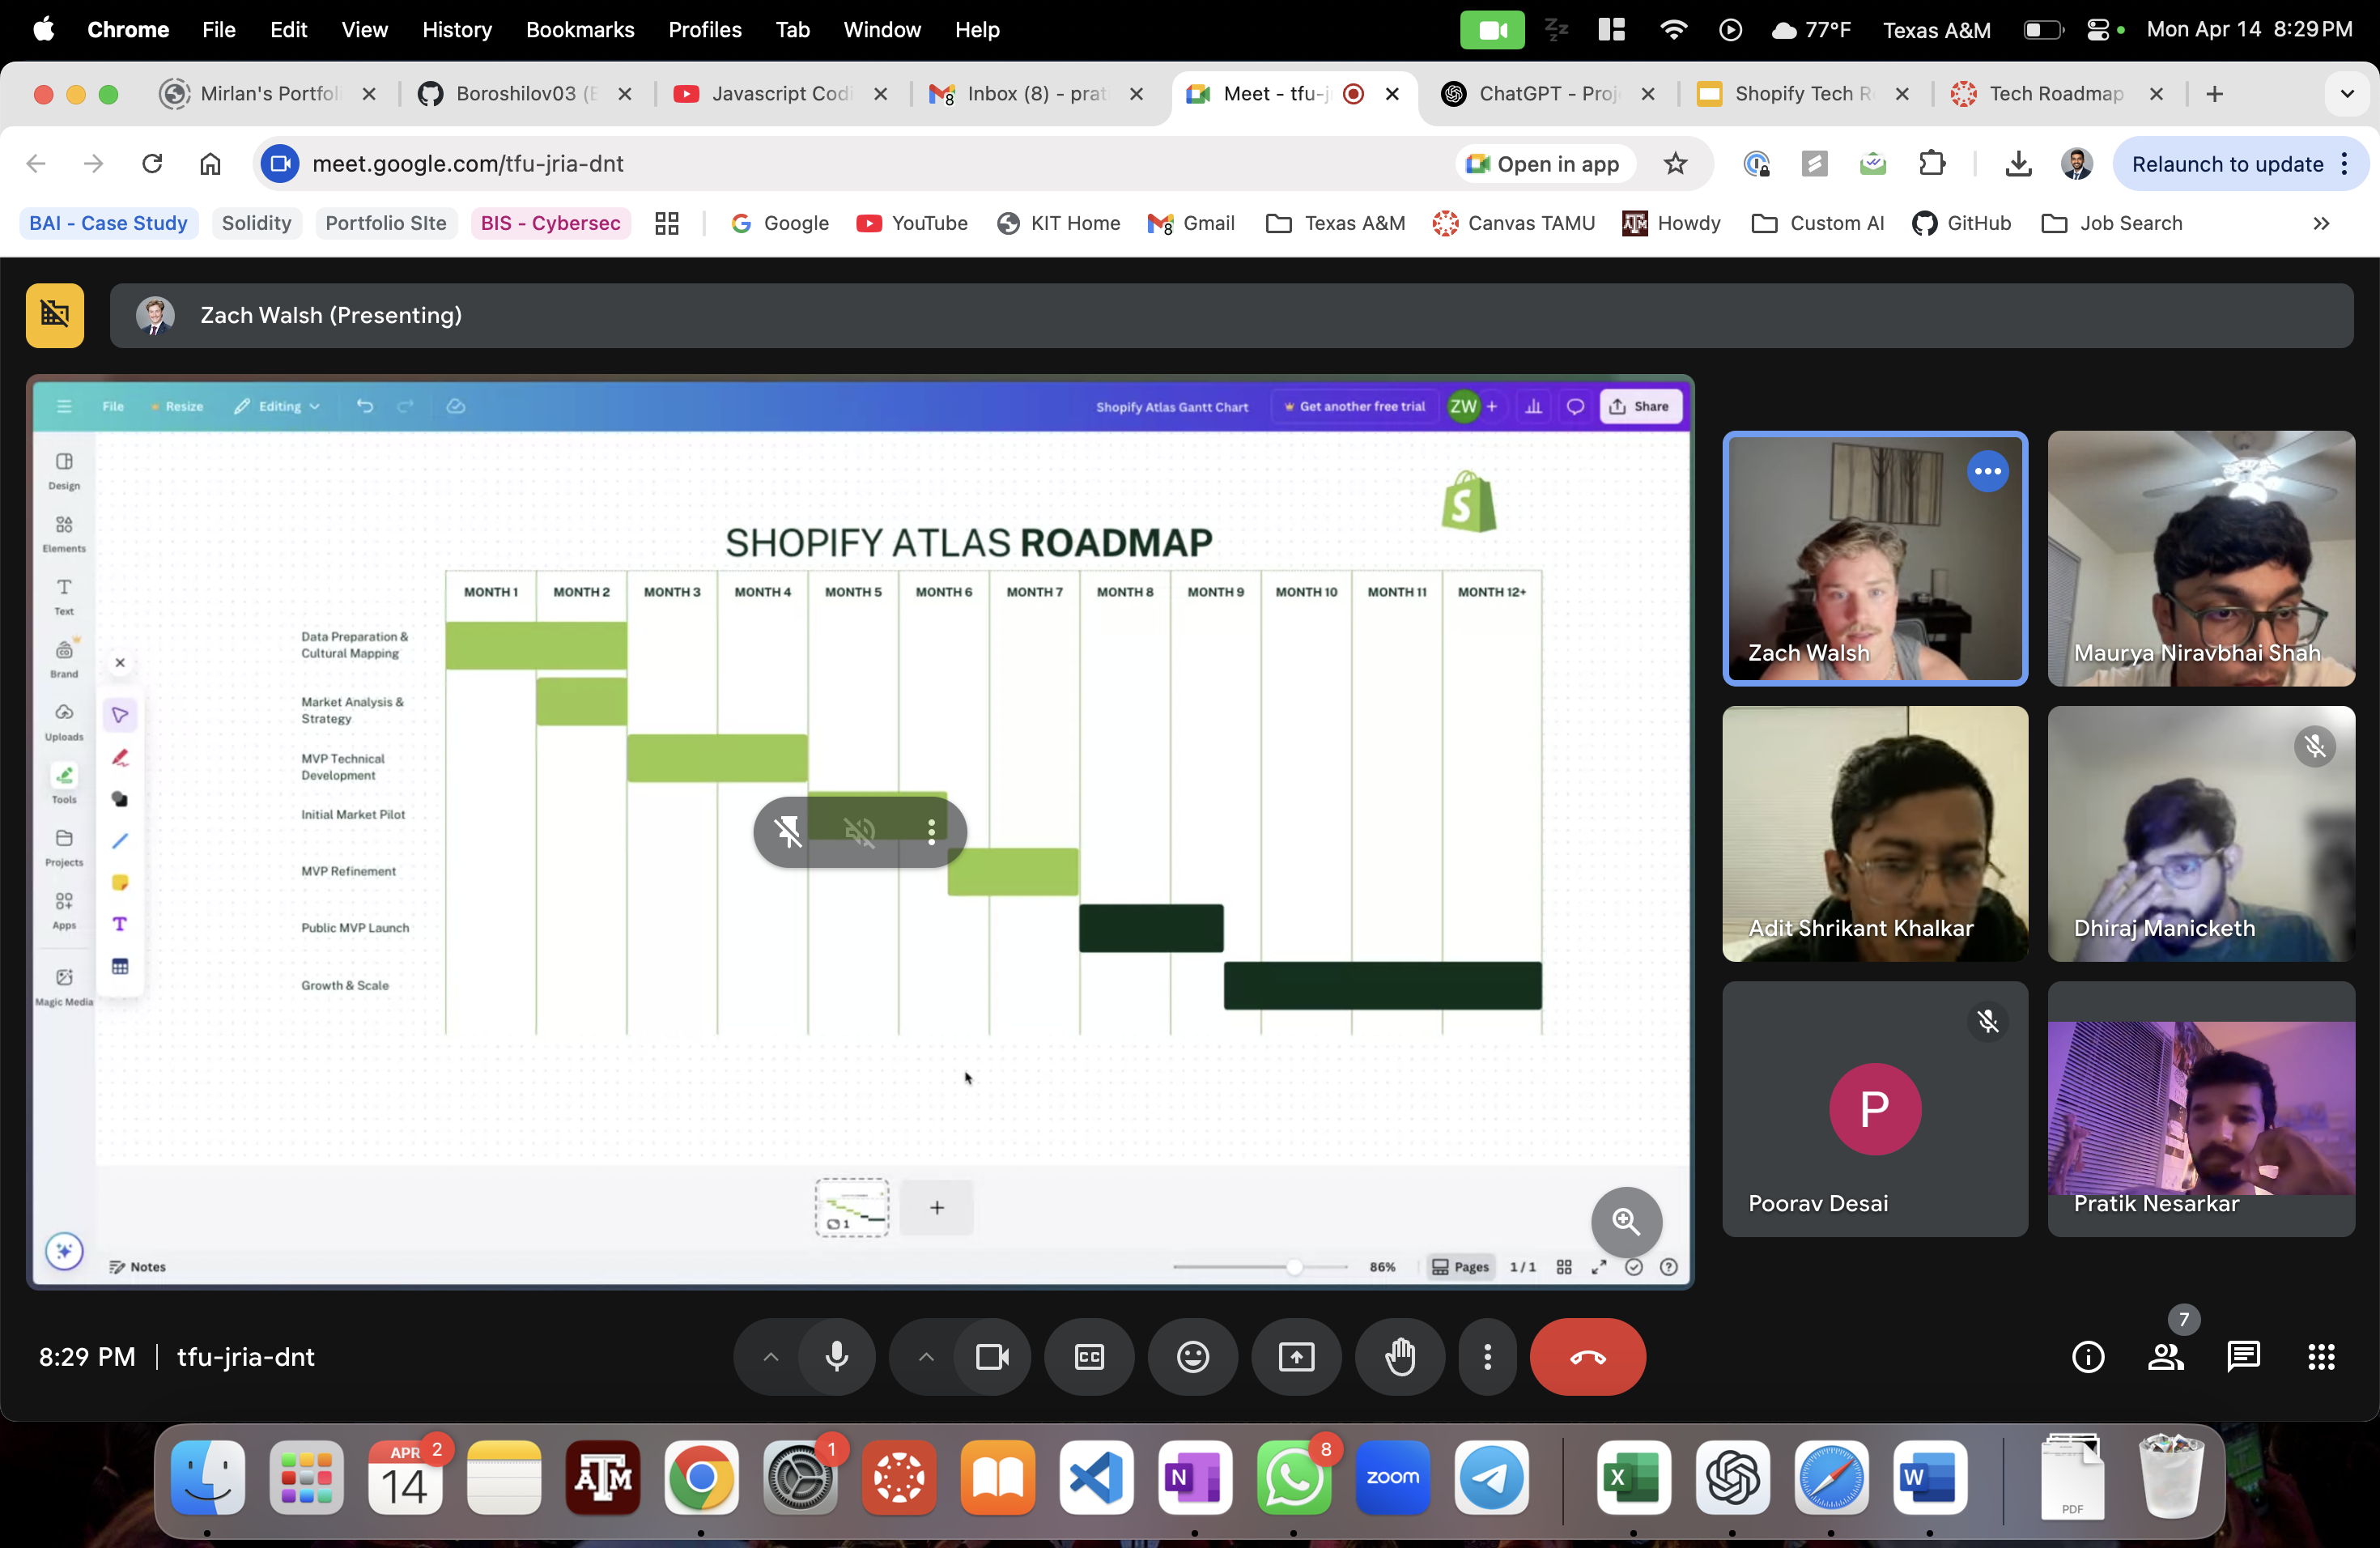 Chrome File Edit View History Bookmarks Profiles Tab Window Help 77°F Texas A&M Mon Apr 14 8:29 PM
Mirlan's Portfoli Boroshilov03 (B Javascript Codi Inbox (8) - prat Meet - tfu-j ChatGPT - Proj Shopify Tech R Tech Roadmap
meet.google.com/tfu-jria-dnt Open in app Relaunch to update
BAI - Case Study Solidity Portfolio SIte BIS - Cybersec Google YouTube KIT Home Gmail Texas A&M Canvas TAMU Howdy Custom AI GitHub Job Search
Zach Walsh (Presenting)
File Resize Editing Shopify Atlas Gantt Chart Get another free trial ZW Share
Design
Elements
Text
Brand
Uploads
Tools
Projects
Apps
Magic Media
SHOPIFY ATLAS ROADMAP
MONTH 1 MONTH 2 MONTH 3 MONTH 4 MONTH 5 MONTH 6 MONTH 7 MONTH 8 MONTH 9 MONTH 10 MONTH 11 MONTH 12+
Data Preparation &
Cultural Mapping
Market Analysis &
Strategy
MVP Technical
Development
Initial Market Pilot
MVP Refinement
Public MVP Launch
Growth & Scale
1
Notes 86% Pages 1 / 1
Zach Walsh
Maurya Niravbhai Shah
Adit Shrikant Khalkar
Dhiraj Manicketh
P
Poorav Desai
Pratik Nesarkar
8:29 PM tfu-jria-dnt 7
APR 14 2 1 8 zoom PDF